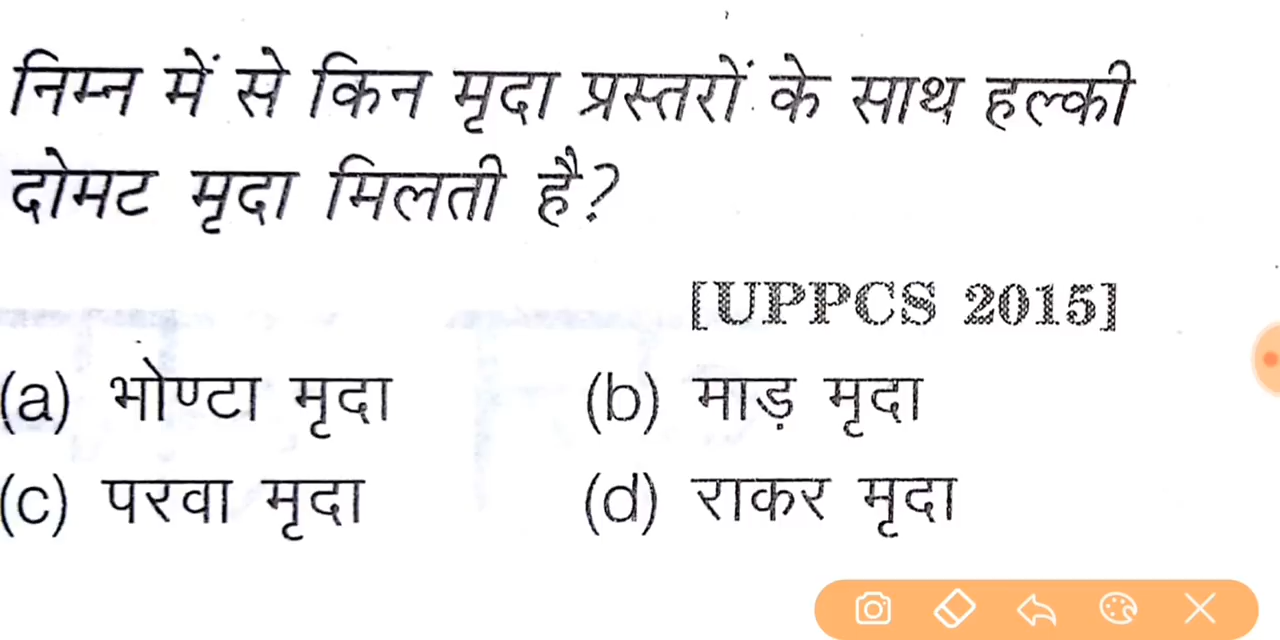 निम्न में से किन मृदा प्रस्तरों के साथ हल्की
दोमट मृदा मिलती है?
[UPPCS 2015]
(a) भोण्टा मृदा (b) माड़ मृदा
(c) परवा मृदा (d) राकर मृदा